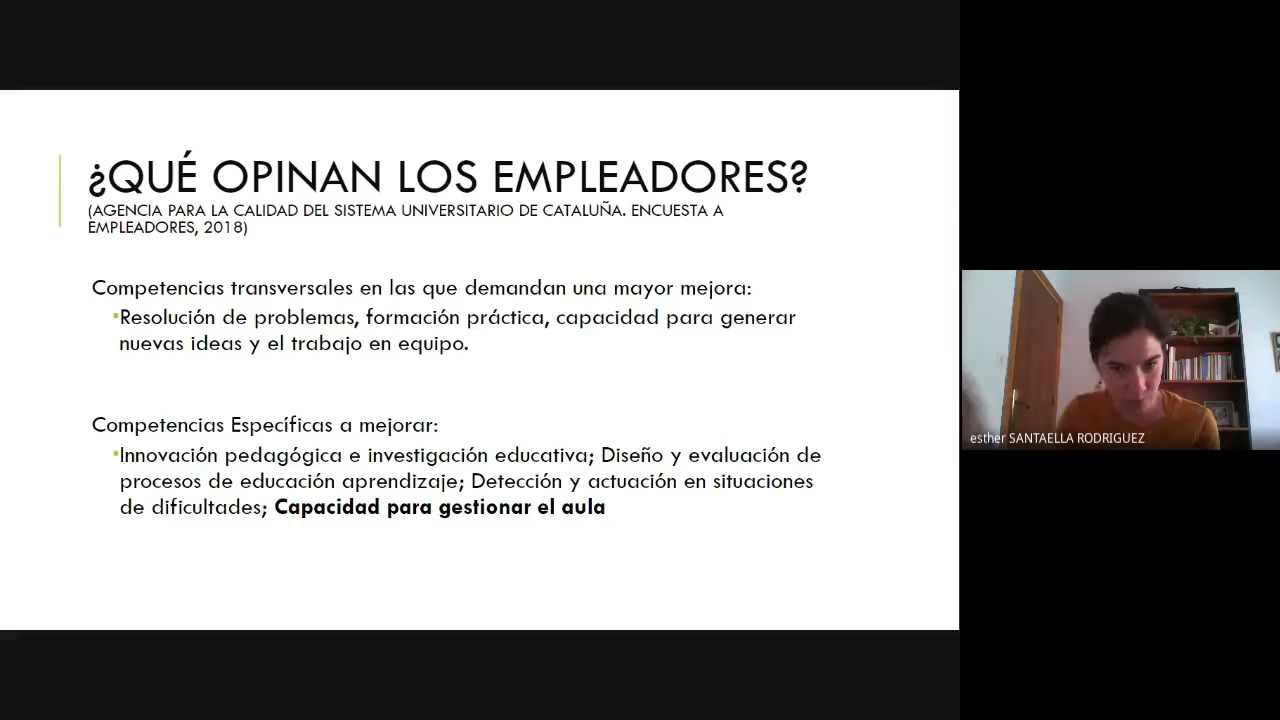 ¿QUÉ OPINAN LOS EMPLEADORES?
(AGENCIA PARA LA CALIDAD DEL SISTEMA UNIVERSITARIO DE CATALUÑA. ENCUESTA A
EMPLEADORES, 2018)
Competencias transversales en las que demandan una mayor mejora:
▪Resolución de problemas, formación práctica, capacidad para generar
nuevas ideas y el trabajo en equipo.
Competencias Específicas a mejorar:
▪Innovación pedagógica e investigación educativa; Diseño y evaluación de
procesos de educación aprendizaje; Detección y actuación en situaciones
de dificultades; Capacidad para gestionar el aula
esther SANTAELLA RODRIGUEZ